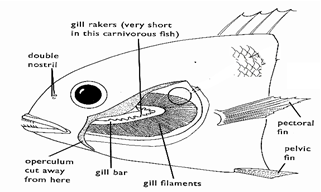 gill rakers (very short
in this carnivorous fish)
double
nostril
pectoral
fin
pelvic
fin
operculum
cut away
from here
gill bar
gill filaments